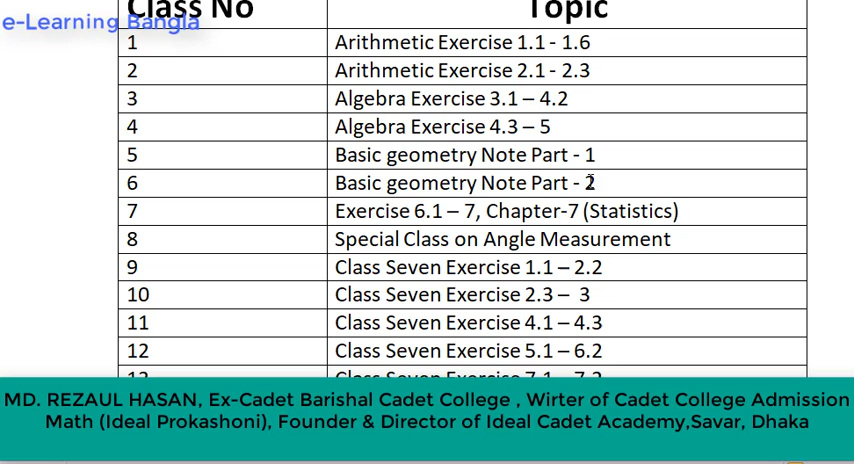 Class No Topic
e-Learning Bangla
1 Arithmetic Exercise 1.1 - 1.6
2 Arithmetic Exercise 2.1 - 2.3
3 Algebra Exercise 3.1 – 4.2
4 Algebra Exercise 4.3 – 5
5 Basic geometry Note Part - 1
6 Basic geometry Note Part - 2
7 Exercise 6.1 – 7, Chapter-7 (Statistics)
8 Special Class on Angle Measurement
9 Class Seven Exercise 1.1 – 2.2
10 Class Seven Exercise 2.3 – 3
11 Class Seven Exercise 4.1 – 4.3
12 Class Seven Exercise 5.1 – 6.2
MD. REZAUL HASAN, Ex-Cadet Barishal Cadet College , Wirter of Cadet College Admission
Math (Ideal Prokashoni), Founder & Director of Ideal Cadet Academy,Savar, Dhaka